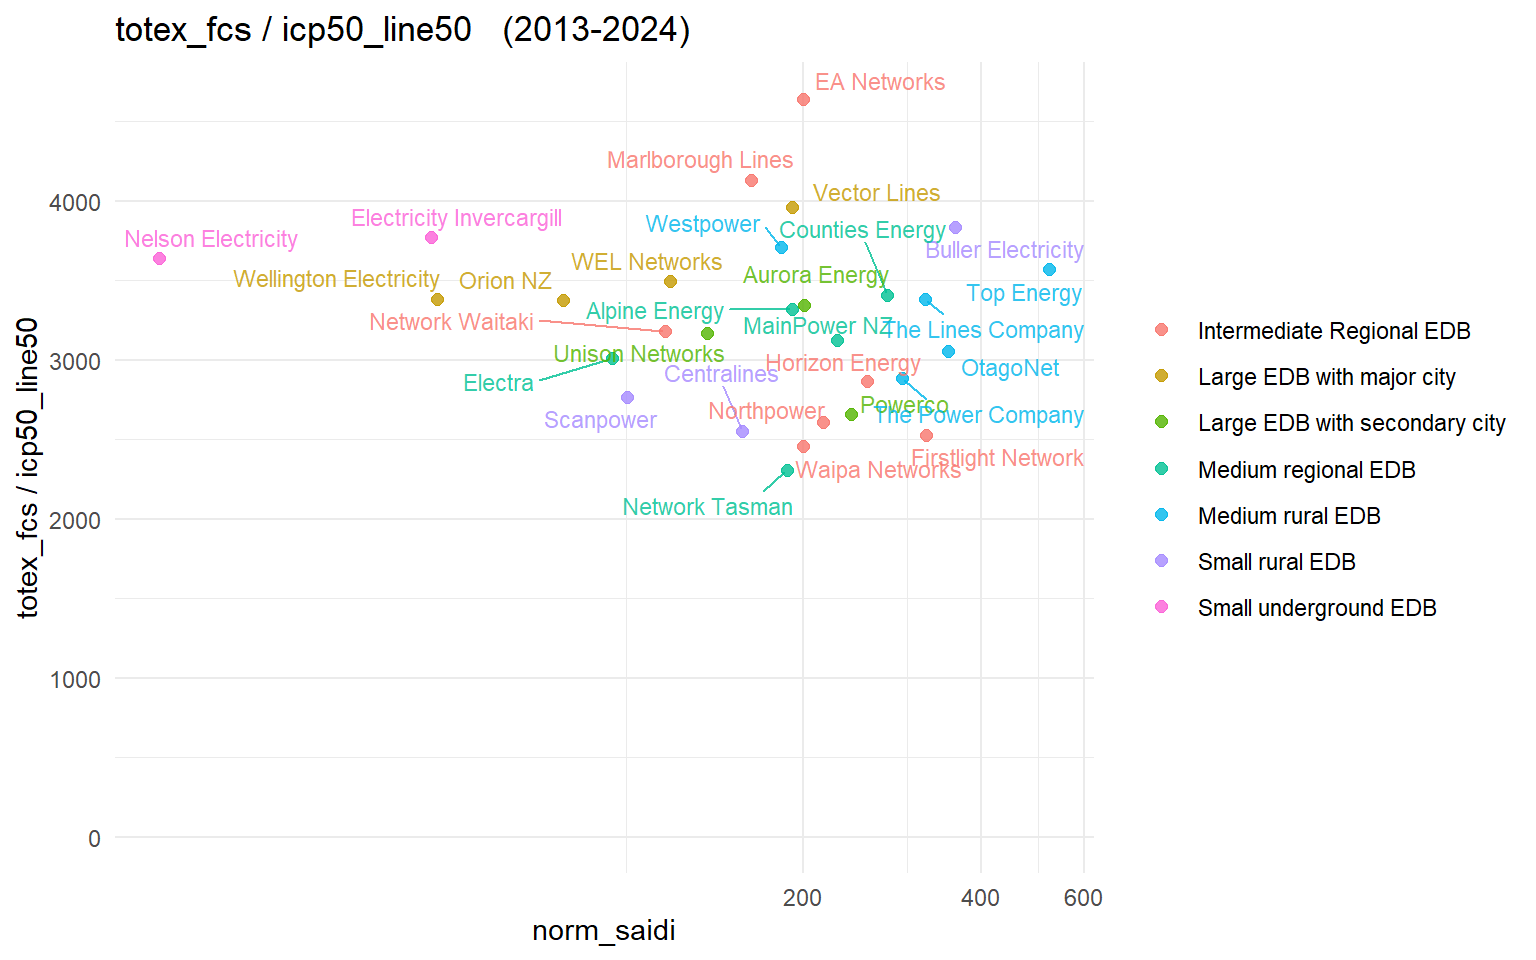 totex_fcs / icp50_line50   (2013-2024)
EA Networks
Marlborough Lines
Vector Lines
Electricity Invercargill
Westpower
Counties Energy
Nelson Electricity
Buller Electricity
WEL Networks
Wellington Electricity
Orion NZ
Aurora Energy
Top Energy
Alpine Energy
Network Waitaki
MainPower NZ
The Lines Company
Unison Networks
Horizon Energy
OtagoNet
Electra
Centralines
Scanpower
Northpower
Powerco
The Power Company
Waipa Networks
Firstlight Network
Network Tasman
4000
3000
2000
1000
0
200
400
600
norm_saidi
totex_fcs / icp50_line50
Intermediate Regional EDB
Large EDB with major city
Large EDB with secondary city
Medium regional EDB
Medium rural EDB
Small rural EDB
Small underground EDB